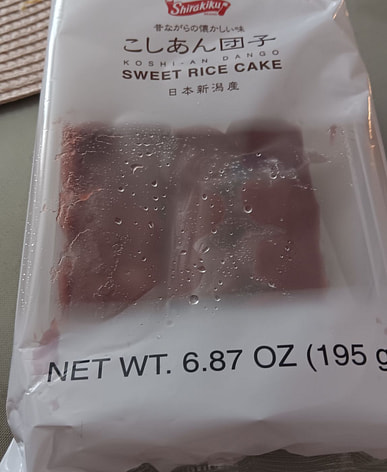 Shirakiku
昔ながらの懐かしい味
こしあん団子
KOSHI-AN DANGO
SWEET RICE CAKE
日本新潟産
NET WT. 6.87 OZ (195 g